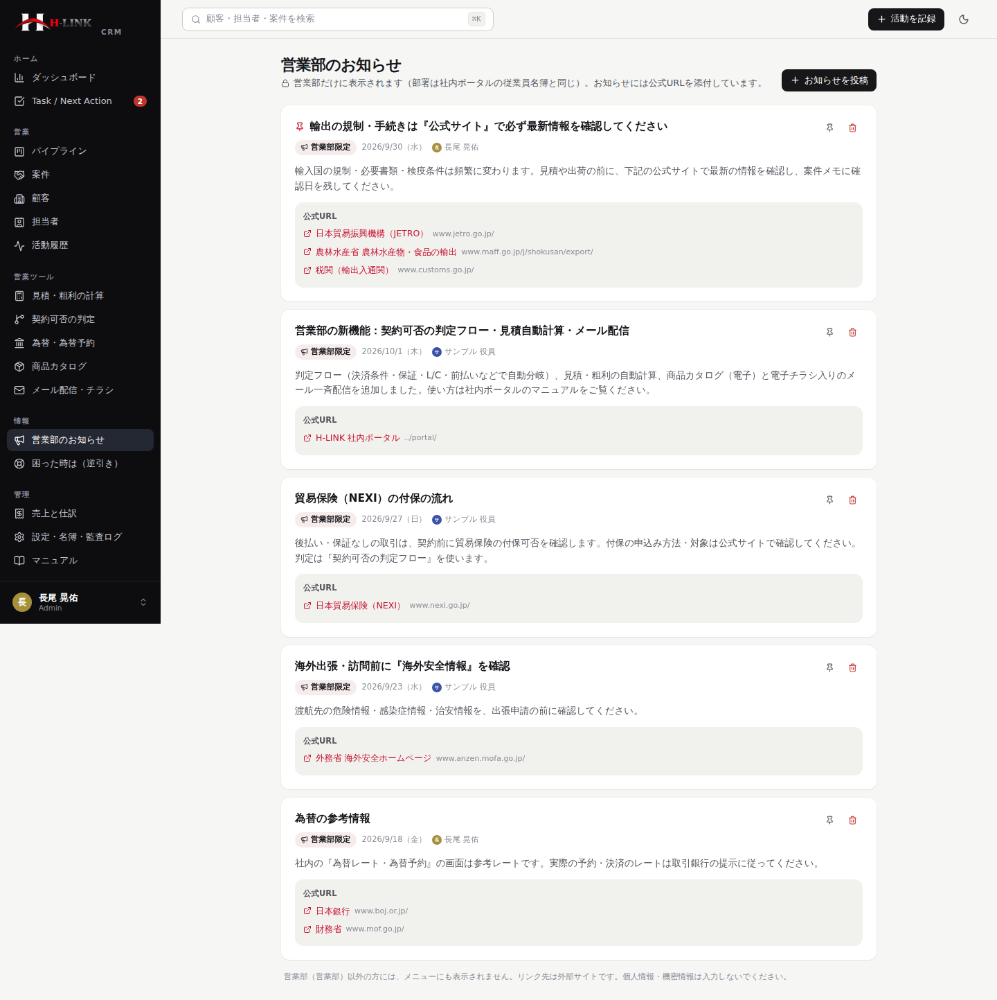 H-LINK CRM
ホーム
ダッシュボード
Task / Next Action 2
営業
パイプライン
案件
顧客
担当者
活動履歴
営業ツール
見積・粗利の計算
契約可否の判定
為替・為替予約
商品カタログ
メール配信・チラシ
情報
営業部のお知らせ
困った時は（逆引き）
管理
売上と仕訳
設定・名簿・監査ログ
マニュアル
長 長尾 晃佑
Admin
顧客・担当者・案件を検索 ⌘K
活動を記録
営業部のお知らせ
営業部だけに表示されます（部署は社内ポータルの従業員名簿と同じ）。お知らせには公式URLを添付しています。
お知らせを投稿
輸出の規制・手続きは『公式サイト』で必ず最新情報を確認してください
営業部限定 2026/9/30（水） 長 長尾 晃佑
輸入国の規制・必要書類・検疫条件は頻繁に変わります。見積や出荷の前に、下記の公式サイトで最新の情報を確認し、案件メモに確
認日を残してください。
公式URL
日本貿易振興機構（JETRO） www.jetro.go.jp/
農林水産省 農林水産物・食品の輸出 www.maff.go.jp/j/shokusan/export/
税関（輸出入通関） www.customs.go.jp/
営業部の新機能：契約可否の判定フロー・見積自動計算・メール配信
営業部限定 2026/10/1（木） サ サンプル 役員
判定フロー（決済条件・保証・L/C・前払いなどで自動分岐）、見積・粗利の自動計算、商品カタログ（電子）と電子チラシ入りのメ
ール一斉配信を追加しました。使い方は社内ポータルのマニュアルをご覧ください。
公式URL
H-LINK 社内ポータル ../portal/
貿易保険（NEXI）の付保の流れ
営業部限定 2026/9/27（日） サ サンプル 役員
後払い・保証なしの取引は、契約前に貿易保険の付保可否を確認します。付保の申込み方法・対象は公式サイトで確認してください。
判定は『契約可否の判定フロー』を使います。
公式URL
日本貿易保険（NEXI） www.nexi.go.jp/
海外出張・訪問前に『海外安全情報』を確認
営業部限定 2026/9/23（水） サ サンプル 役員
渡航先の危険情報・感染症情報・治安情報を、出張申請の前に確認してください。
公式URL
外務省 海外安全ホームページ www.anzen.mofa.go.jp/
為替の参考情報
営業部限定 2026/9/18（金） 長 長尾 晃佑
社内の『為替レート・為替予約』の画面は参考レートです。実際の予約・決済のレートは取引銀行の提示に従ってください。
公式URL
日本銀行 www.boj.or.jp/
財務省 www.mof.go.jp/
営業部（営業部）以外の方には、メニューにも表示されません。リンク先は外部サイトです。個人情報・機密情報は入力しないでください。